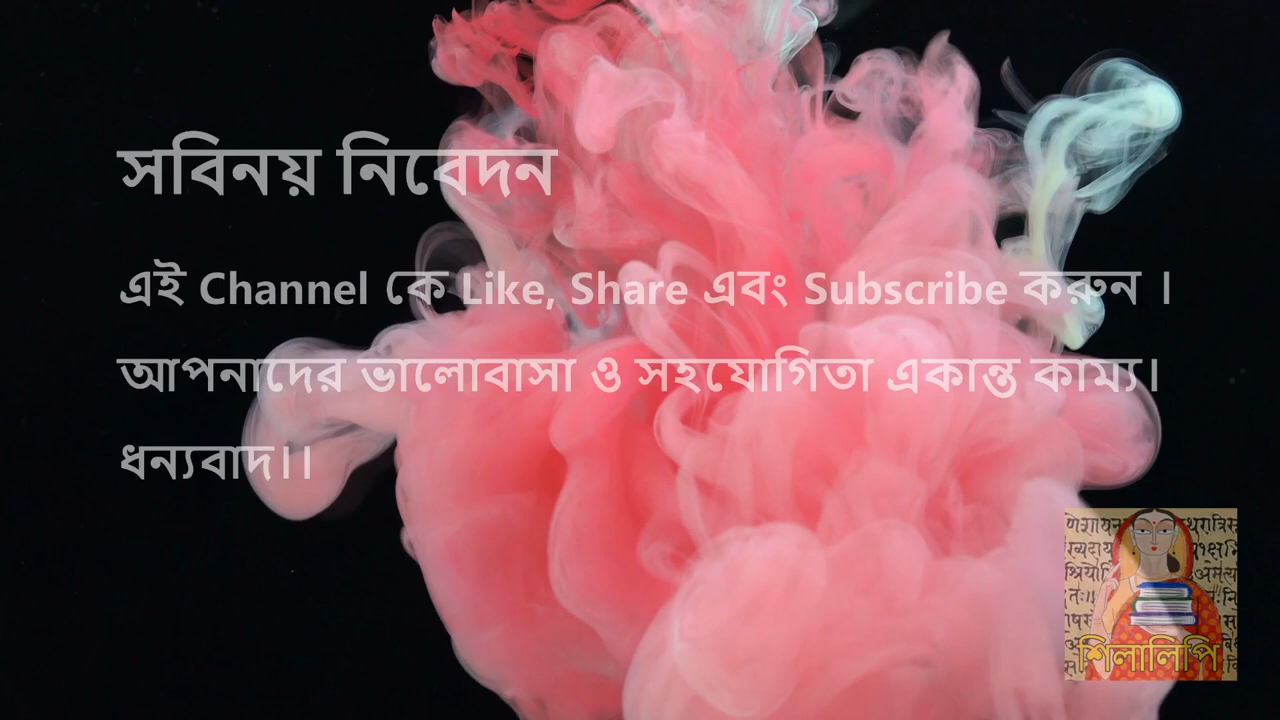 সবিনয় নিবেদন
এই Channel কে Like, Share এবং Subscribe করুন ।
আপনাদের ভালোবাসা ও সহযোগিতা একান্ত কাম্য।
ধন্যবাদ।।
শিলালিপি